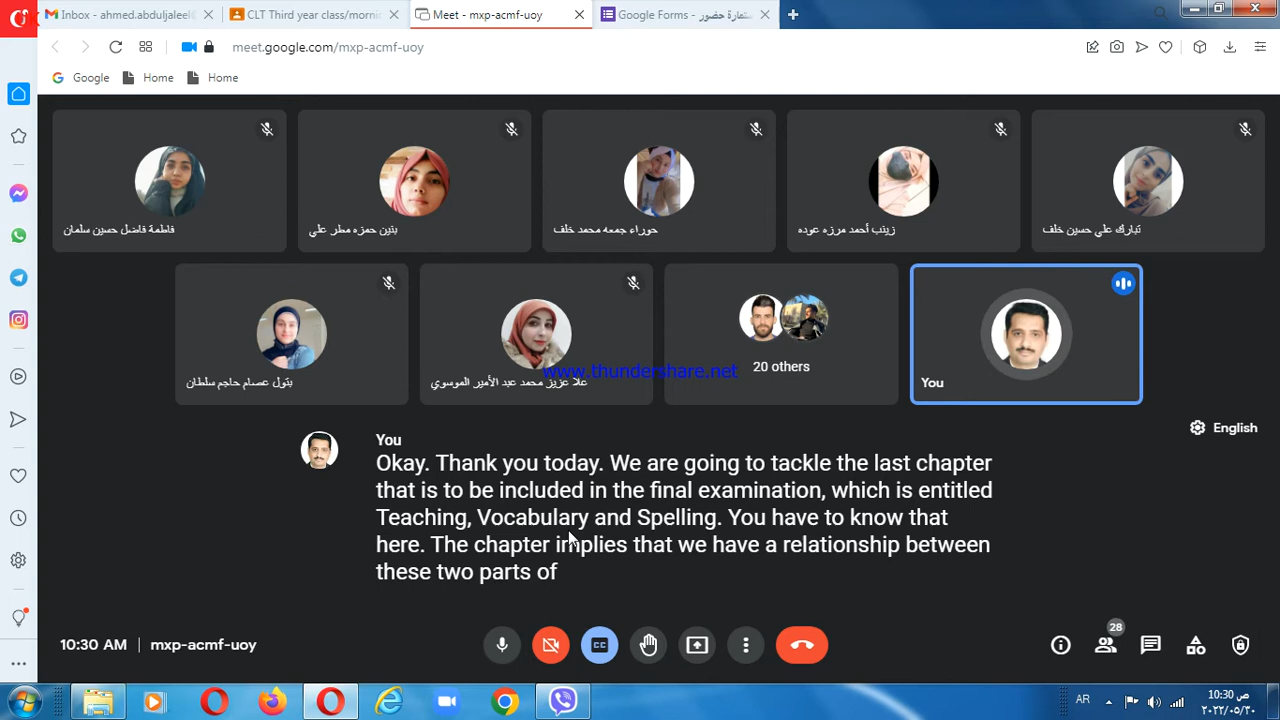 Inbox - ahmed.abduljaleel@
CLT Third year class/mornin
Meet - mxp-acmf-uoy
Google Forms - استمارة حضور
meet.google.com/mxp-acmf-uoy
Google
Home
Home
فاطمة فاضل حسين سلمان
بنين حمزه مطر علي
حوراء جمعه محمد خلف
زينب أحمد مرزه عوده
تبارك علي حسين خلف
بتول عصام حاجم سلطان
علا عزيز محمد عبد الأمير الموسوي
20 others
You
www.thundershare.net
English
You
Okay. Thank you today. We are going to tackle the last chapter
that is to be included in the final examination, which is entitled
Teaching, Vocabulary and Spelling. You have to know that
here. The chapter implies that we have a relationship between
these two parts of
10:30 AM | mxp-acmf-uoy
CC
28
AR
10:30 ص
٢٠٢٢/٠٥/٣٠